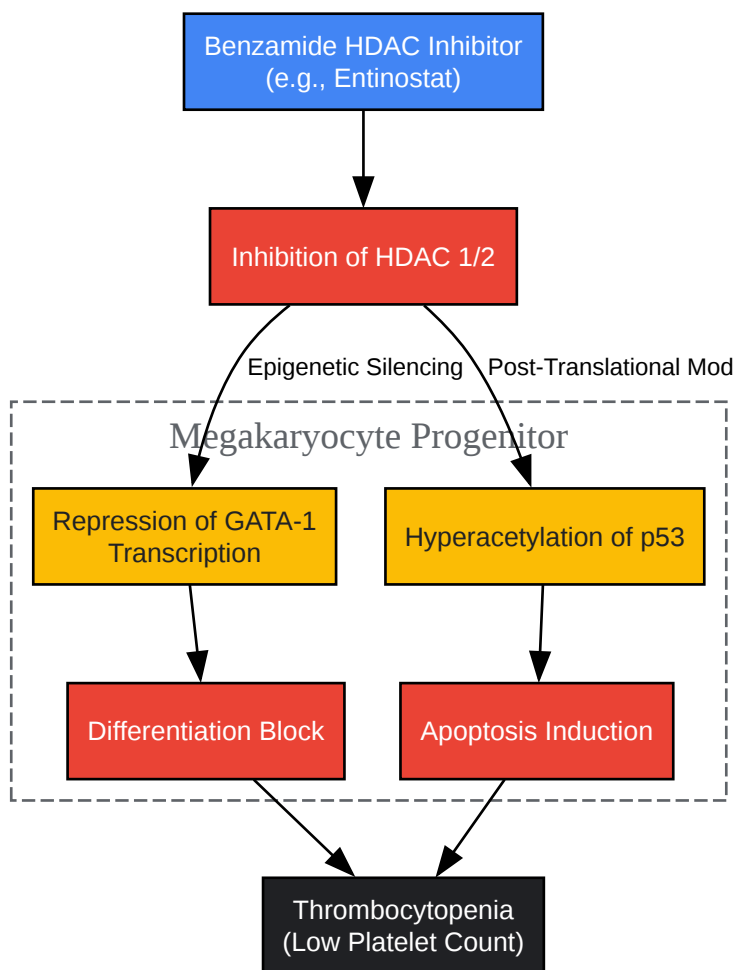 Benzamide HDAC Inhibitor
(e.g., Entinostat)
Inhibition of HDAC 1/2
Epigenetic Silencing
Post-Translational Mod
Megakaryocyte Progenitor
Repression of GATA-1
Transcription
Hyperacetylation of p53
Differentiation Block
Apoptosis Induction
Thrombocytopenia
(Low Platelet Count)